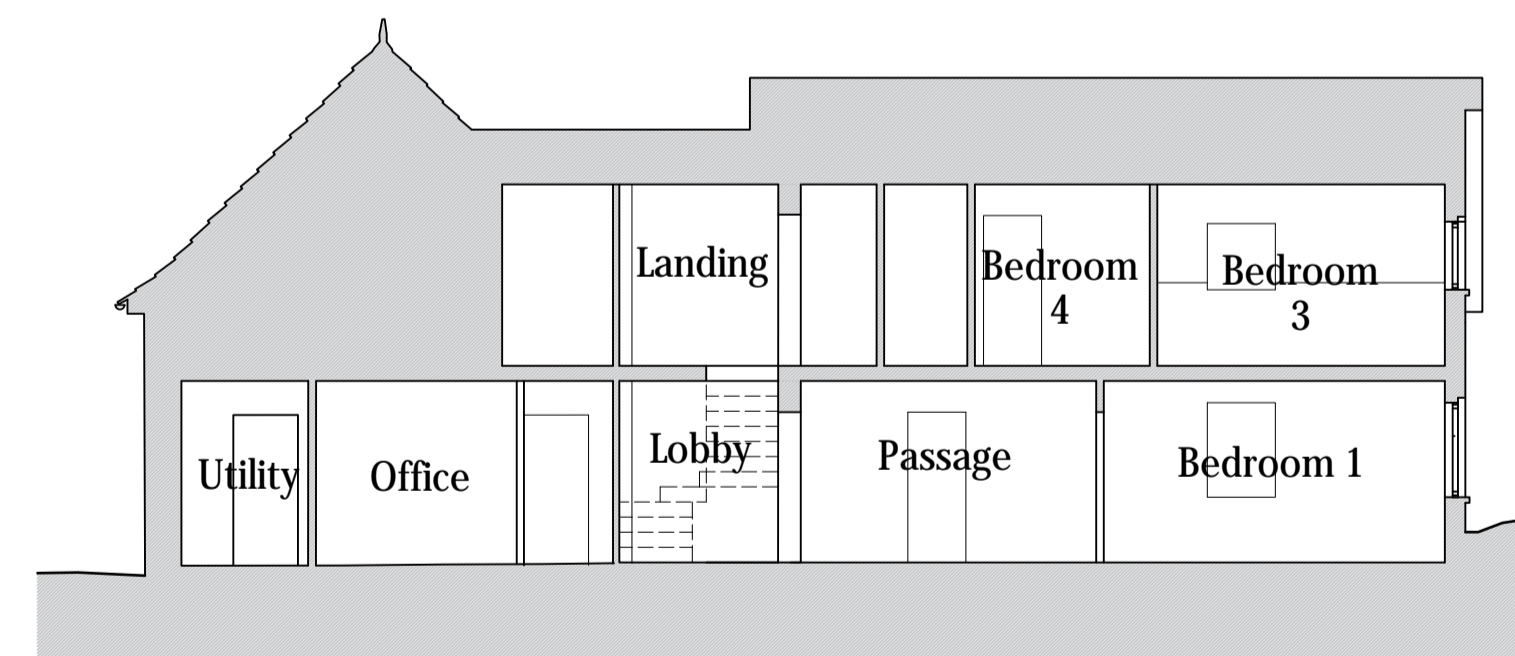 Landing
Bedroom
4
Bedroom
3
Utility
Office
Lobby
Passage
Bedroom 1